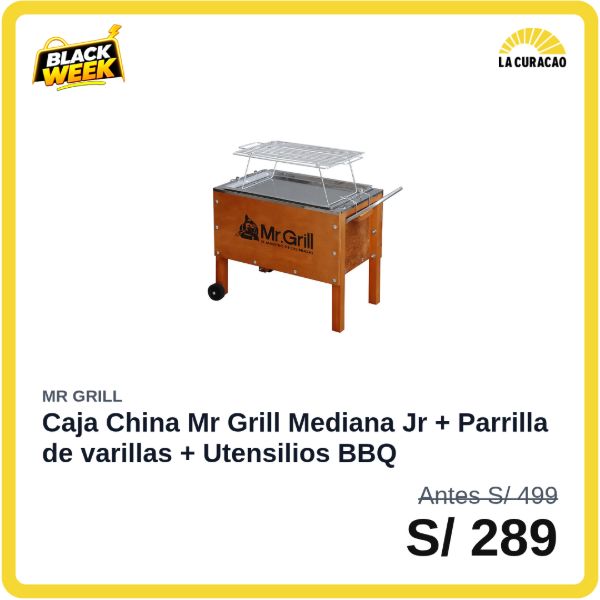 BLACK
WEEK
LA CURACAO
Mr.Grill
MR GRILL
Caja China Mr Grill Mediana Jr + Parrilla
de varillas + Utensilios BBQ
Antes S/ 499
S/ 289